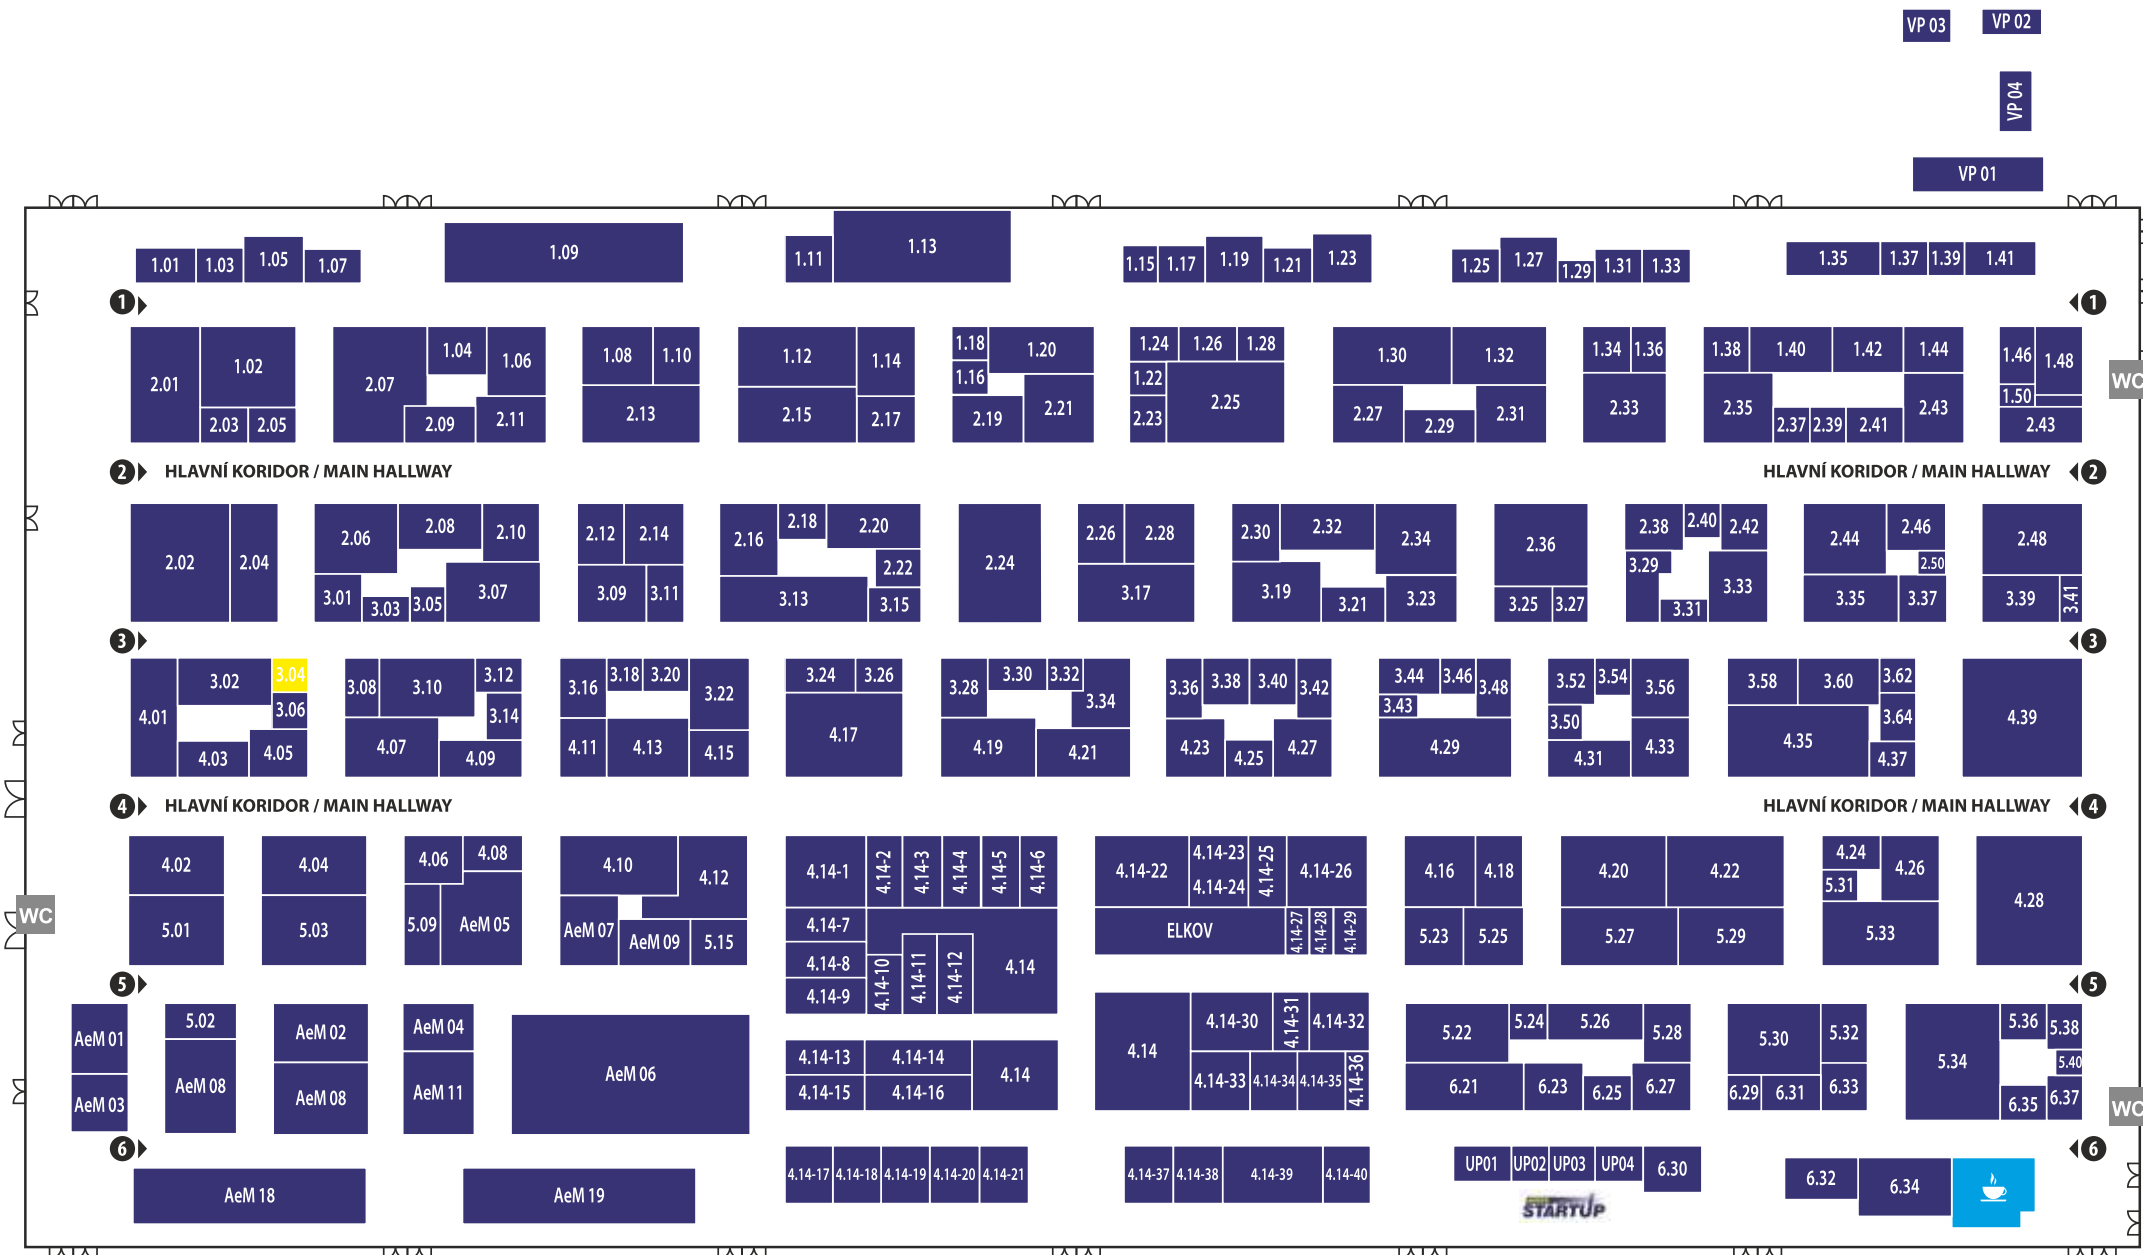 VP 03 VP 02
VP 04
VP 01
1.01 1.03 1.05 1.07 1.09 1.11 1.13 1.15 1.17 1.19 1.21 1.23 1.25 1.27 1.29 1.31 1.33 1.35 1.37 1.39 1.41
1 1
2.01 1.02 2.07 1.04 1.06 1.08 1.10 1.12 1.14 1.18 1.20 1.24 1.26 1.28 1.30 1.32 1.34 1.36 1.38 1.40 1.42 1.44 1.46 1.48
1.16 1.22 1.50 WC
2.03 2.05 2.09 2.11 2.13 2.15 2.17 2.19 2.21 2.23 2.25 2.27 2.29 2.31 2.33 2.35 2.37 2.39 2.41 2.43 2.43
2 HLAVNÍ KORIDOR / MAIN HALLWAY HLAVNÍ KORIDOR / MAIN HALLWAY 2
2.02 2.04 2.06 2.08 2.10 2.12 2.14 2.16 2.18 2.20 2.22 2.24 2.26 2.28 2.30 2.32 2.34 2.36 2.38 2.40 2.42 2.44 2.46 2.50 2.48
3.01 3.03 3.05 3.07 3.09 3.11 3.13 3.15 3.17 3.19 3.21 3.23 3.25 3.27 3.29 3.31 3.33 3.35 3.37 3.39 3.41
3 3
4.01 3.02 3.04 3.06 3.08 3.10 3.12 3.14 3.16 3.18 3.20 3.22 3.24 3.26 3.28 3.30 3.32 3.34 3.36 3.38 3.40 3.42 3.44 3.46 3.48 3.43 3.52 3.54 3.56 3.50 3.58 3.60 3.62 3.64 4.39
4.03 4.05 4.07 4.09 4.11 4.13 4.15 4.17 4.19 4.21 4.23 4.25 4.27 4.29 4.31 4.33 4.35 4.37
4 HLAVNÍ KORIDOR / MAIN HALLWAY HLAVNÍ KORIDOR / MAIN HALLWAY 4
4.02 4.04 4.06 4.08 4.10 4.12 4.14-1 4.14-2 4.14-3 4.14-4 4.14-5 4.14-6 4.14-22 4.14-23 4.14-24 4.14-25 4.14-26 4.16 4.18 4.20 4.22 4.24 4.26 5.31 4.28
WC 5.01 5.03 5.09 AeM 05 AeM 07 AeM 09 5.15 4.14-7 4.14-8 4.14-9 4.14-10 4.14-11 4.14-12 4.14 ELKOV 4.14-27 4.14-28 4.14-29 5.23 5.25 5.27 5.29 5.33
5 5
AeM 01 5.02 AeM 02 AeM 04 AeM 06 4.14 4.14-30 4.14-31 4.14-32 5.22 5.24 5.26 5.28 5.30 5.32 5.34 5.36 5.38 5.40
AeM 03 AeM 08 AeM 08 AeM 11 4.14-13 4.14-14 4.14 4.14-15 4.14-16 4.14-33 4.14-34 4.14-35 4.14-36 6.21 6.23 6.25 6.27 6.29 6.31 6.33 6.35 6.37 WC
6 6
AeM 18 AeM 19 4.14-17 4.14-18 4.14-19 4.14-20 4.14-21 4.14-37 4.14-38 4.14-39 4.14-40 UP01 UP02 UP03 UP04 6.30 6.32 6.34
STARTUP